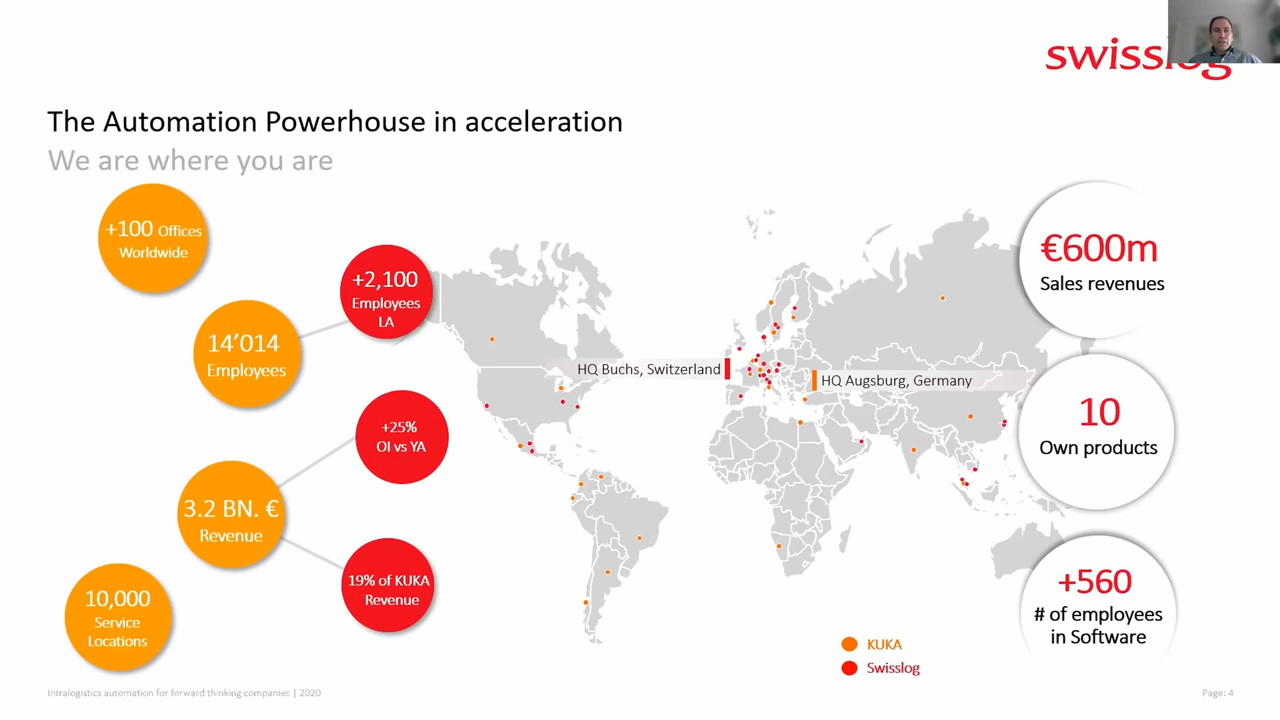 swisslog
The Automation Powerhouse in acceleration
We are where you are
+100 Offices
Worldwide
+2,100
Employees
LA
14’014
Employees
+25%
OI vs YA
3.2 BN. €
Revenue
19% of KUKA
Revenue
10,000
Service
Locations
HQ Buchs, Switzerland
HQ Augsburg, Germany
€600m
Sales revenues
10
Own products
+560
# of employees
in Software
KUKA
Swisslog
Intralogistics automation for forward thinking companies | 2020
Page: 4